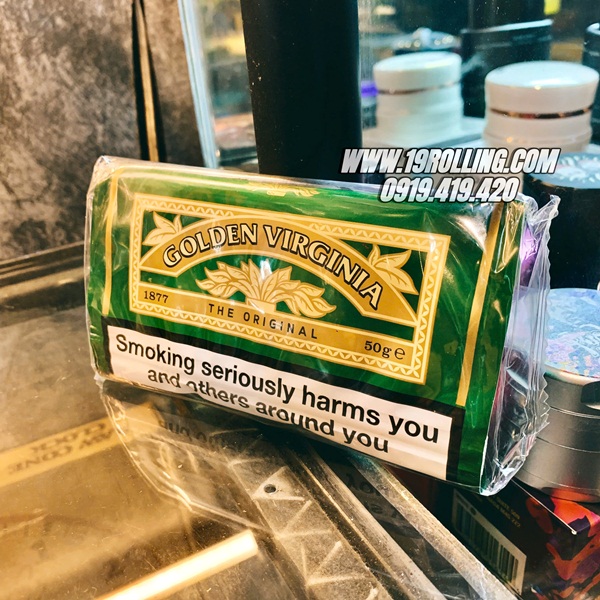 WWW.19ROLLING.COM
0919.419.420
GOLDEN VIRGINIA
1877
THE ORIGINAL
50g e
Smoking seriously harms you
and others around you